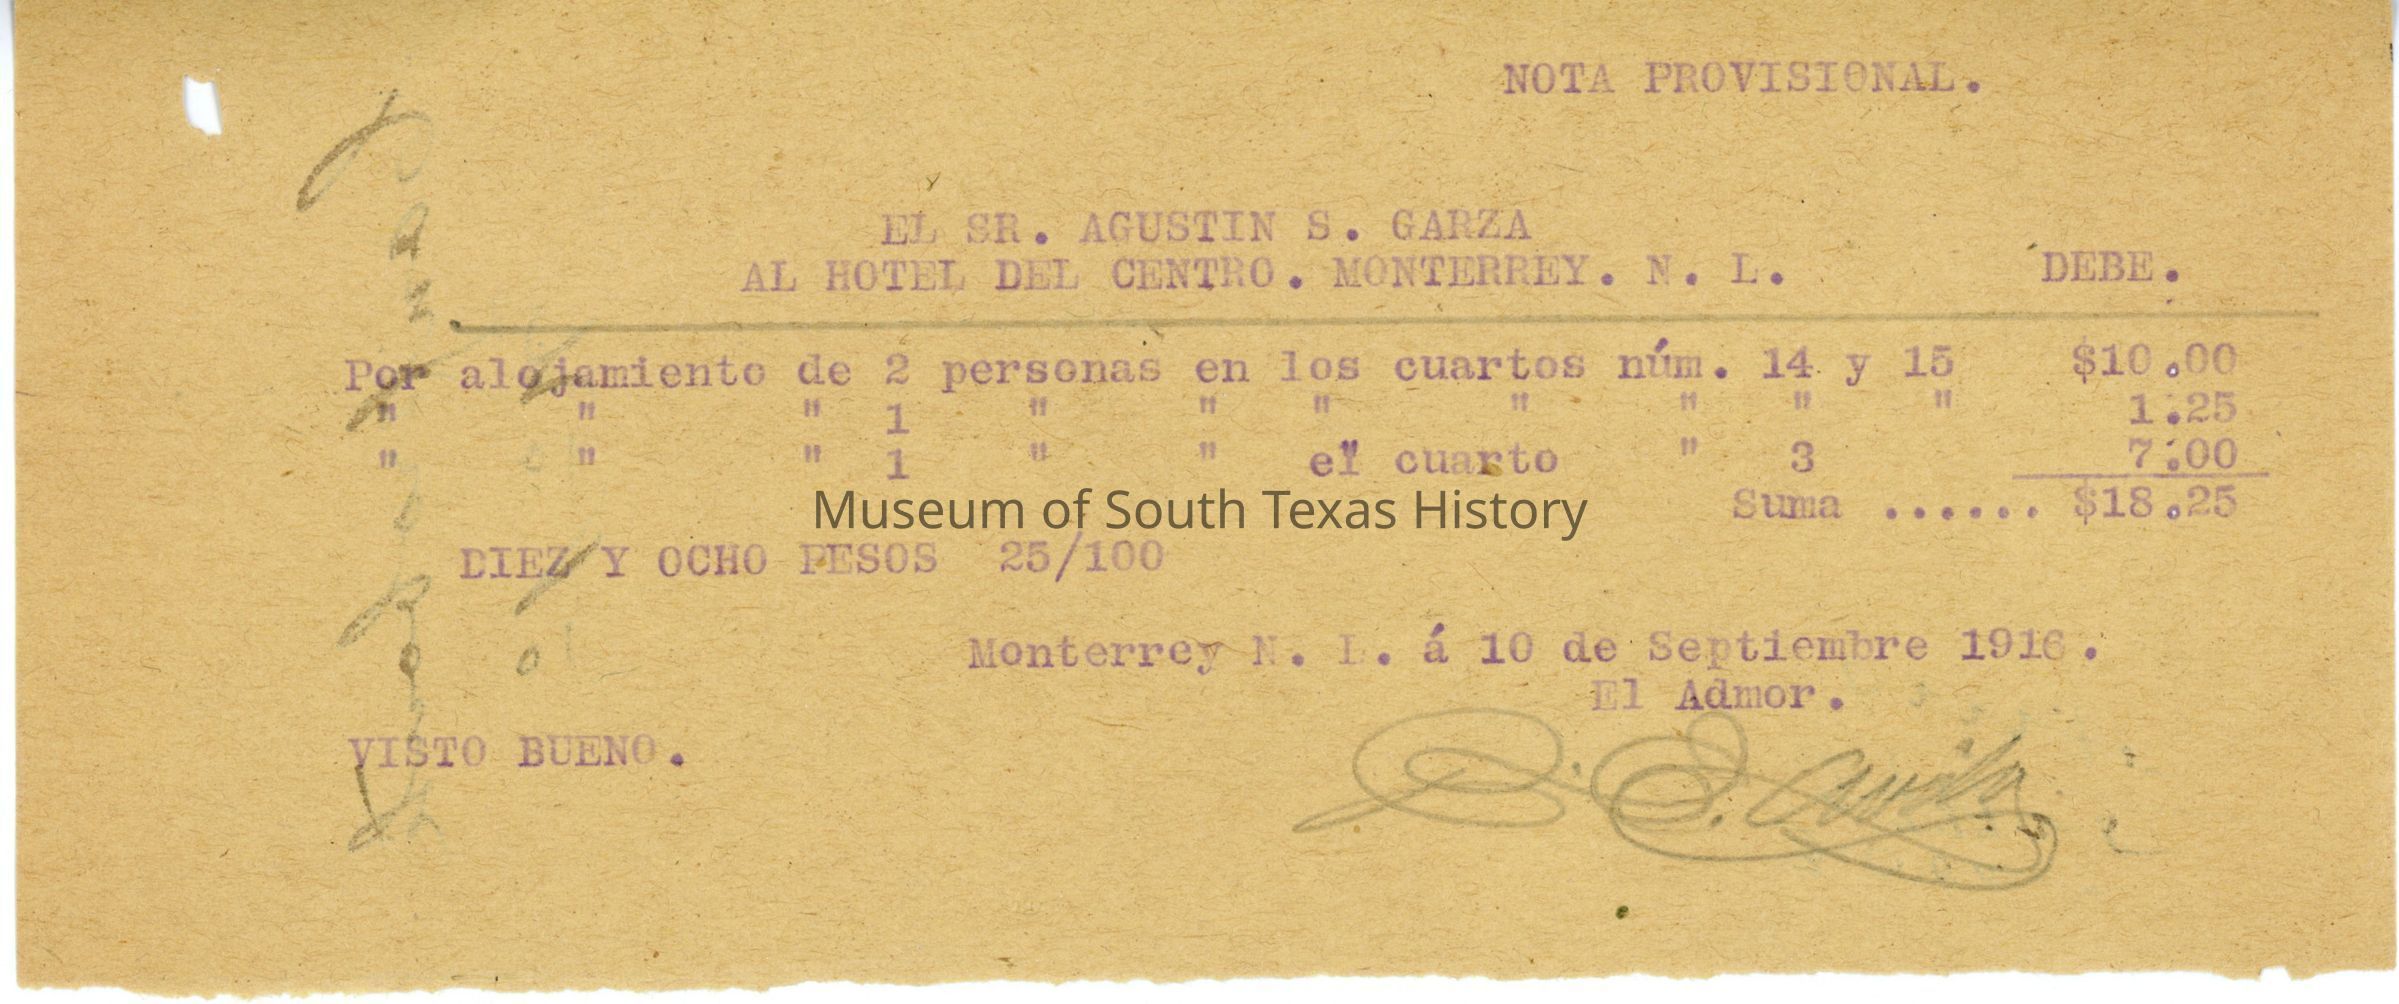 NOTA PROVISIONAL.
EL SR. AGUSTIN S. GARZA
AL HOTEL DEL CENTRO. MONTERREY. N. L. DEBE.
Por alojamiento de 2 personas en los cuartos núm. 14 y 15 $10.00
" " " 1 " " " " " " " 1.25
" " " 1 " " el cuarto " 3 7.00
Museum of South Texas History
Suma ...... $18.25
DIEZ Y OCHO PESOS 25/100
Monterrey N. L. á 10 de Septiembre 1916.
El Admor.
VISTO BUENO.